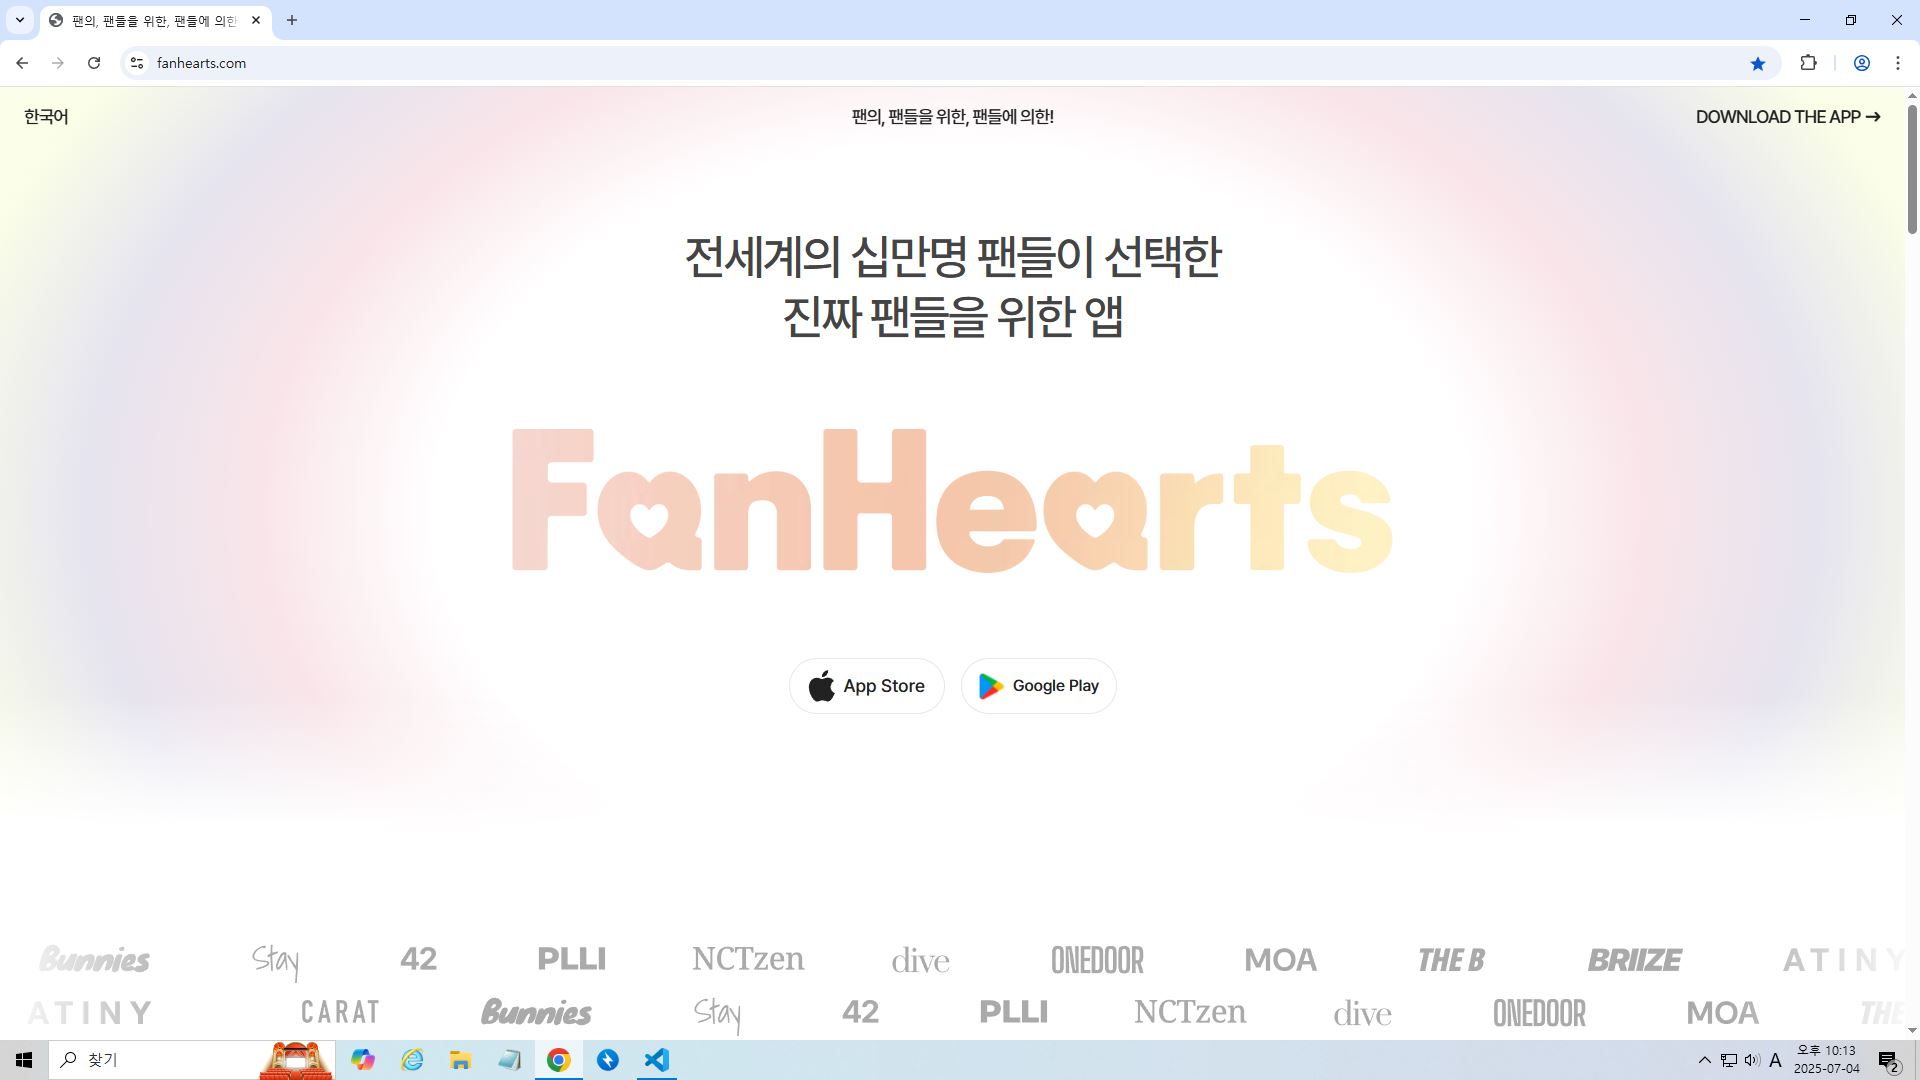 팬의, 팬들을 위한, 팬들에 의한
fanhearts.com
한국어
팬의, 팬들을 위한, 팬들에 의한!
DOWNLOAD THE APP →
전세계의 십만명 팬들이 선택한
진짜 팬들을 위한 앱
FanHearts
App Store
Google Play
Bunnies Stay 42 PLLI NCTzen dive ONEDOOR MOA THE B BRIIZE ATINY
ATINY CARAT Bunnies Stay 42 PLLI NCTzen dive ONEDOOR MOA THE
찾기
A
오후 10:13
2025-07-04
2